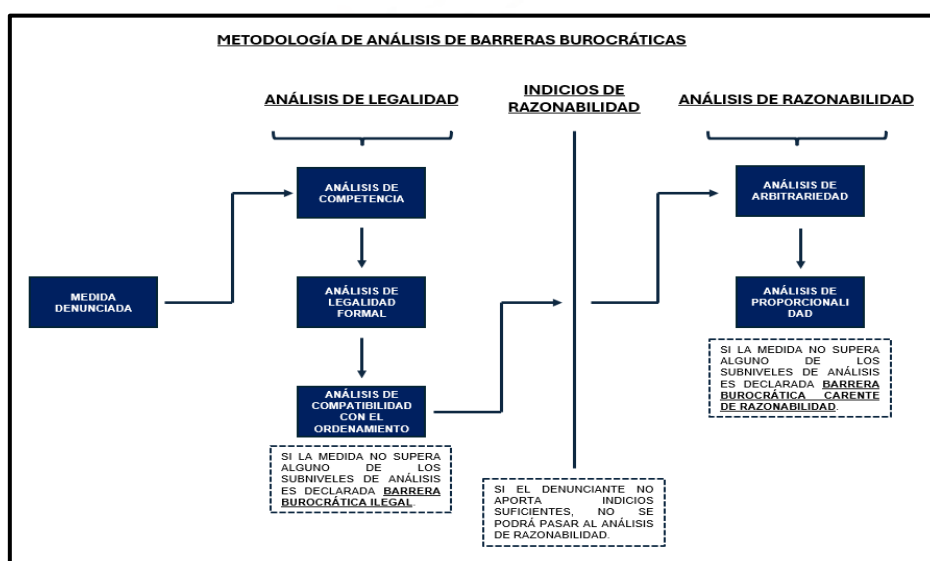 METODOLOGÍA DE ANÁLISIS DE BARRERAS BUROCRÁTICAS
ANÁLISIS DE LEGALIDAD
INDICIOS DE
RAZONABILIDAD
ANÁLISIS DE RAZONABILIDAD
MEDIDA
DENUNCIADA
ANÁLISIS DE
COMPETENCIA
ANÁLISIS DE
LEGALIDAD
FORMAL
ANÁLISIS DE
COMPATIBILIDAD
CON EL
ORDENAMIENTO
SI LA MEDIDA NO SUPERA
ALGUNO DE LOS
SUBNIVELES DE ANÁLISIS
ES DECLARADA BARRERA
BUROCRÁTICA ILEGAL.
SI EL DENUNCIANTE NO
APORTA INDICIOS
SUFICIENTES, NO SE
PODRÁ PASAR AL ANÁLISIS
DE RAZONABILIDAD.
ANÁLISIS DE
ARBITRARIEDAD
ANÁLISIS DE
PROPORCIONALI
DAD
SI LA MEDIDA NO SUPERA
ALGUNO DE LOS
SUBNIVELES DE ANÁLISIS
ES DECLARADA BARRERA
BUROCRÁTICA CARENTE
DE RAZONABILIDAD.